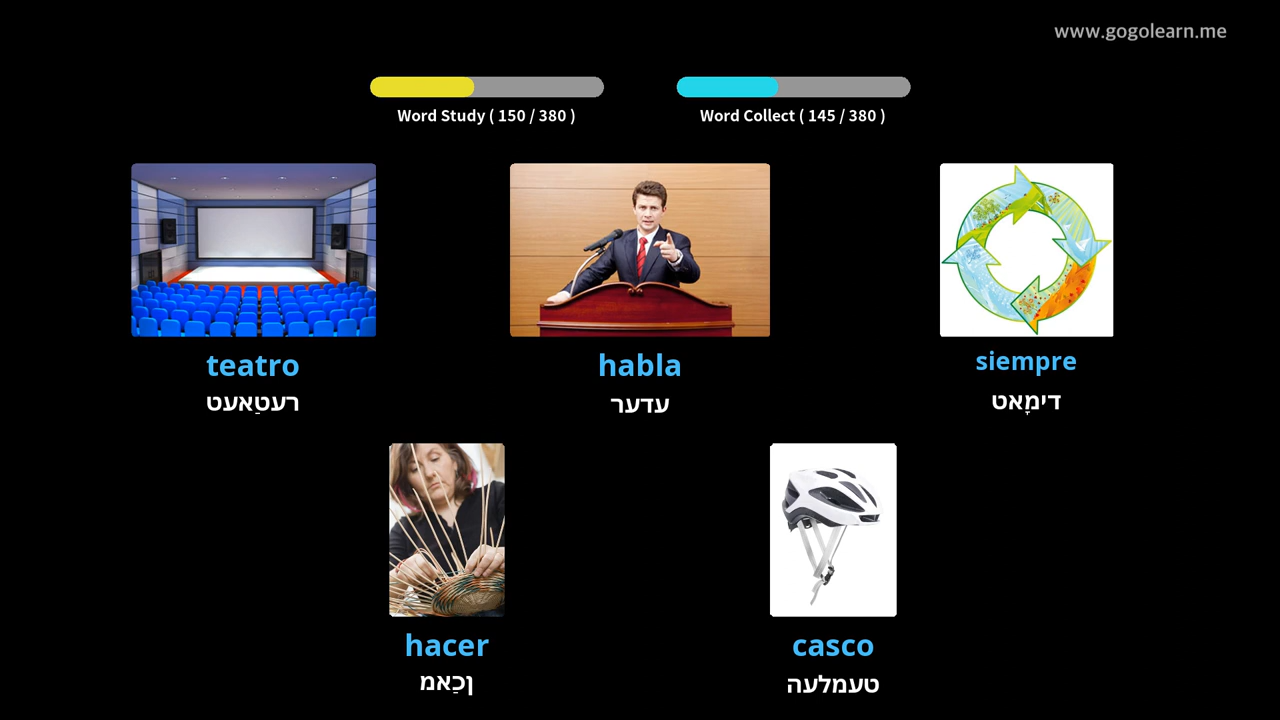 www.gogolearn.me
Word Study ( 150 / 380 )
Word Collect ( 145 / 380 )
teatro
רעטַאעט
habla
עדער
siempre
דימָאט
hacer
ןכַאמ
casco
טעמלעה